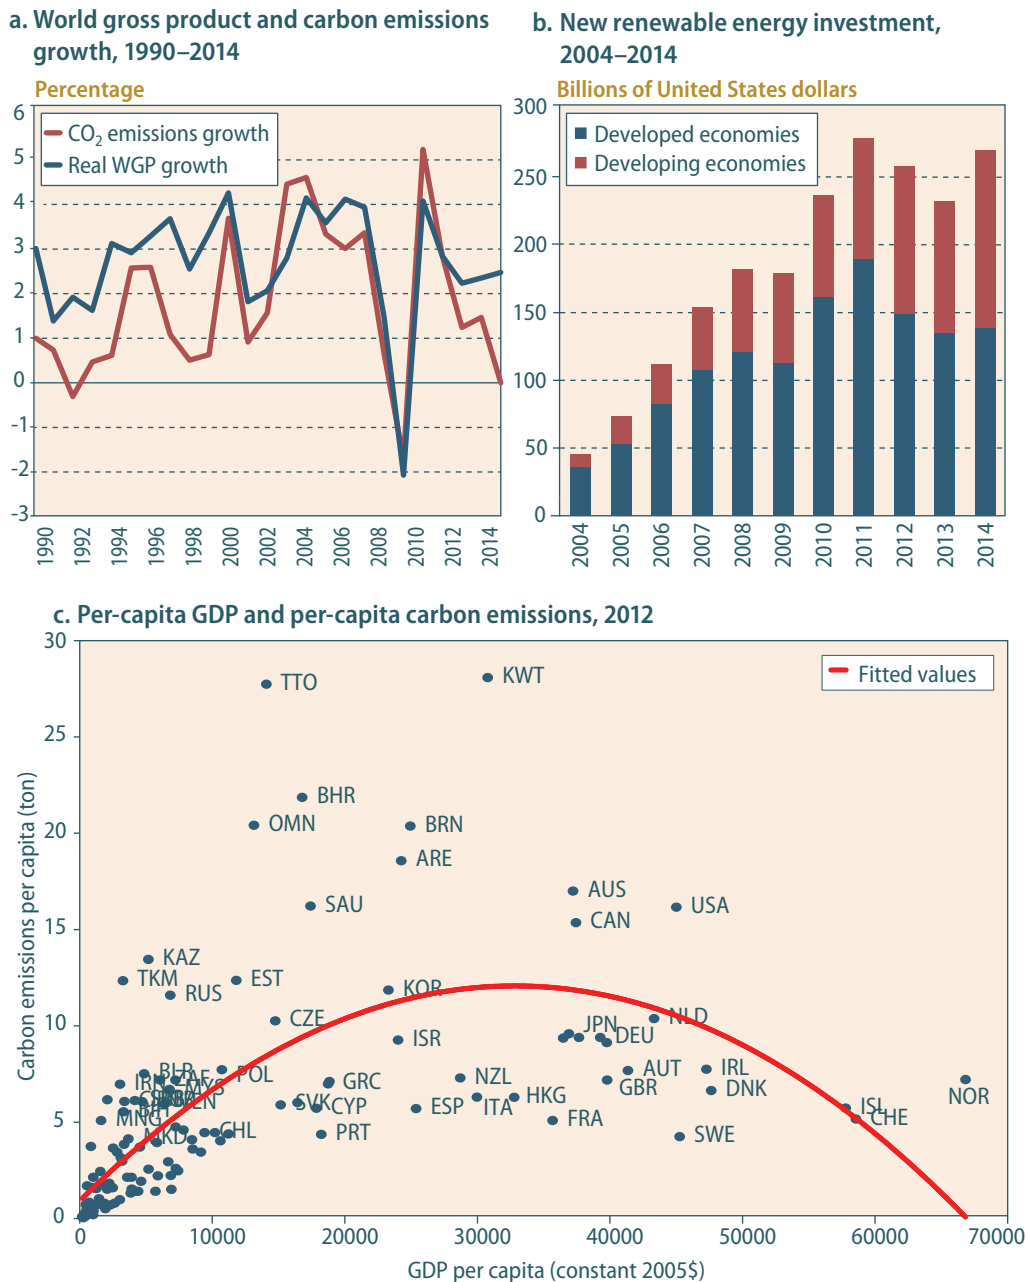 a. World gross product and carbon emissions
growth, 1990–2014
Percentage
6
5
4
3
2
1
0
-1
-2
-3
CO2 emissions growth
Real WGP growth
1990
1992
1994
1996
1998
2000
2002
2004
2006
2008
2010
2012
2014
b. New renewable energy investment,
2004–2014
Billions of United States dollars
300
250
200
150
100
50
0
Developed economies
Developing economies
2004
2005
2006
2007
2008
2009
2010
2011
2012
2013
2014
c. Per-capita GDP and per-capita carbon emissions, 2012
Carbon emissions per capita (ton)
30
25
20
15
10
5
0
Fitted values
TTO
KWT
BHR
OMN
BRN
ARE
SAU
AUS
CAN
USA
KAZ
TKM
EST
RUS
KOR
CZE
NLD
JPN
DEU
ISR
BLR
ZAF
POL
IRN
MYS
GRC
NZL
AUT
GBR
IRL
DNK
NOR
SVK
CYP
ESP
ITA
HKG
ISL
CHE
MNG
BIH
FRA
PRT
MKD
CHL
SWE
0
10000
20000
30000
40000
50000
60000
70000
GDP per capita (constant 2005$)